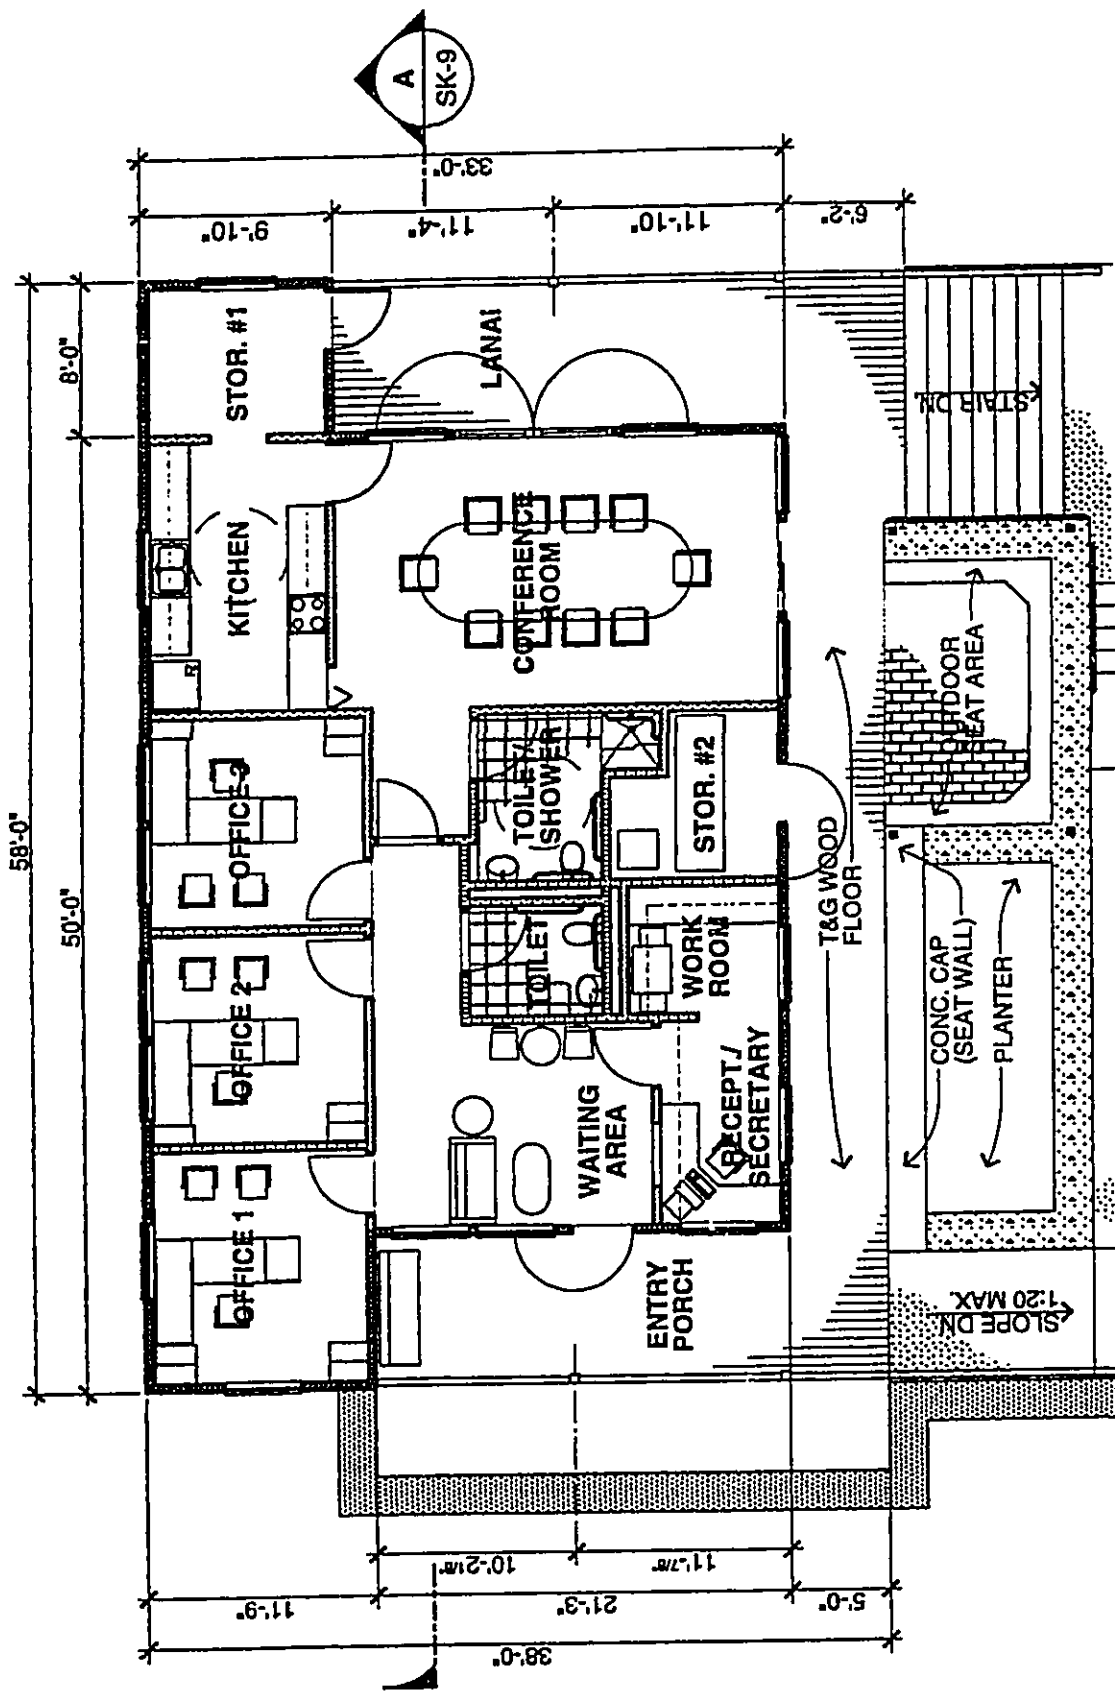 A
SK-9
33'-0"
9'-10"
11'-4"
11'-10"
6'-2"
58'-0"
8'-0"
50'-0"
STOR. #1
LANAI
STAIR DN.
KITCHEN
R
CONFERENCE
ROOM
OFFICE 3
TOILET /
SHOWER
STOR. #2
OFFICE 2
TOILET
WORK
ROOM
T&G WOOD
FLOOR
CONC. CAP
(SEAT WALL)
PLANTER
SEAT AREA
OFFICE 1
WAITING
AREA
RECEPT./
SECRETARY
ENTRY
PORCH
SLOPE DN.
1:20 MAX.
10'-2 1/8"
11'-7/8"
11'-9"
21'-3"
5'-0"
38'-0"